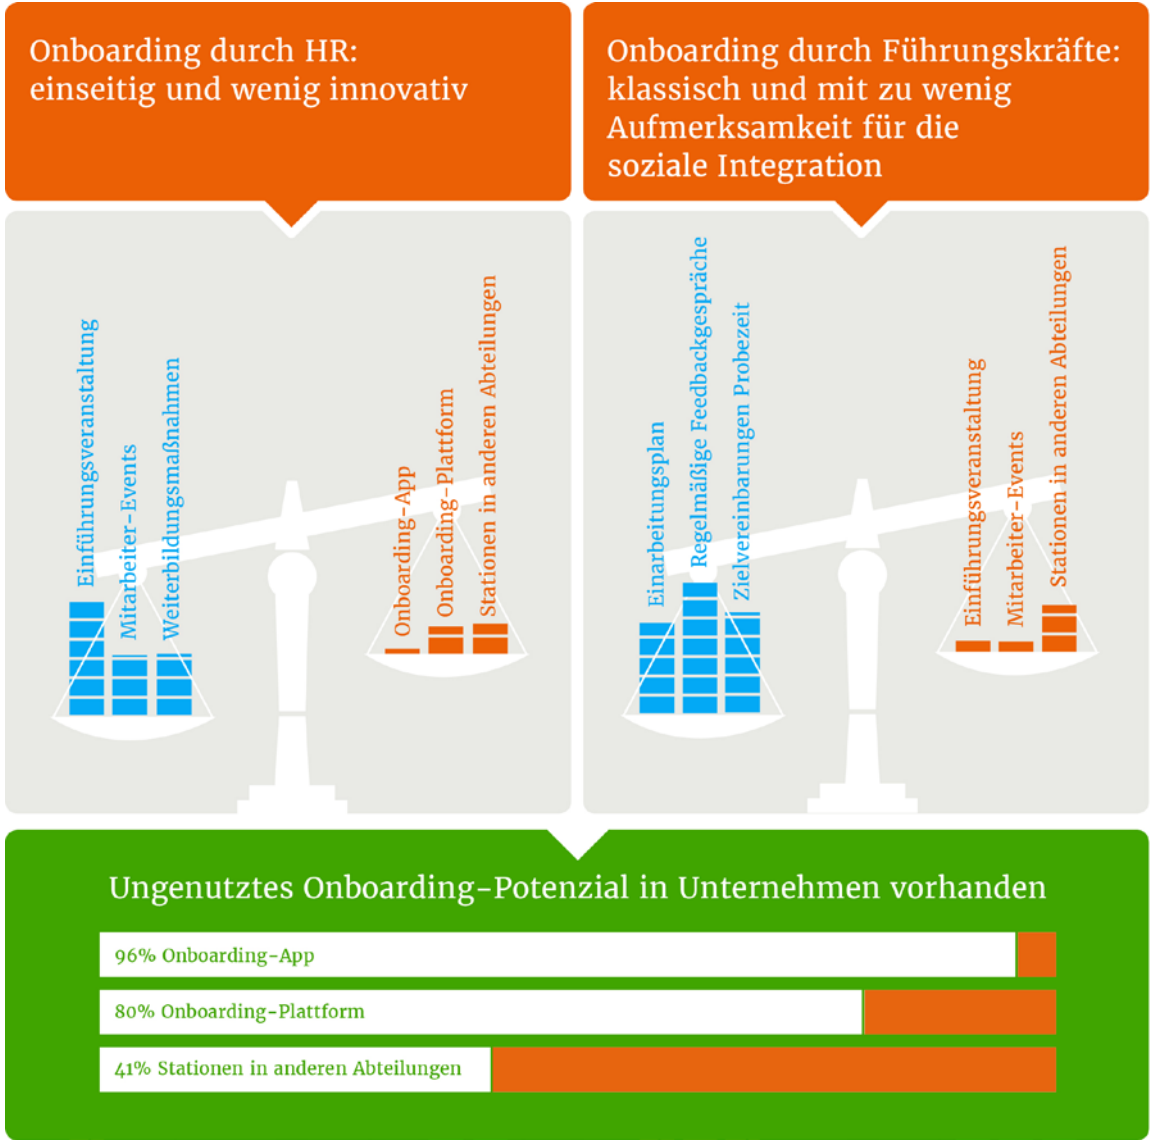 Onboarding durch HR:
einseitig und wenig innovativ
Onboarding durch Führungskräfte:
klassisch und mit zu wenig
Aufmerksamkeit für die
soziale Integration
Einführungsveranstaltung
Mitarbeiter-Events
Weiterbildungsmaßnahmen
Onboarding-App
Onboarding-Plattform
Stationen in anderen Abteilungen
Einarbeitungsplan
Regelmäßige Feedbackgespräche
Zielvereinbarungen Probezeit
Einführungsveranstaltung
Mitarbeiter-Events
Stationen in anderen Abteilungen
Ungenutztes Onboarding-Potenzial in Unternehmen vorhanden
96% Onboarding-App
80% Onboarding-Plattform
41% Stationen in anderen Abteilungen